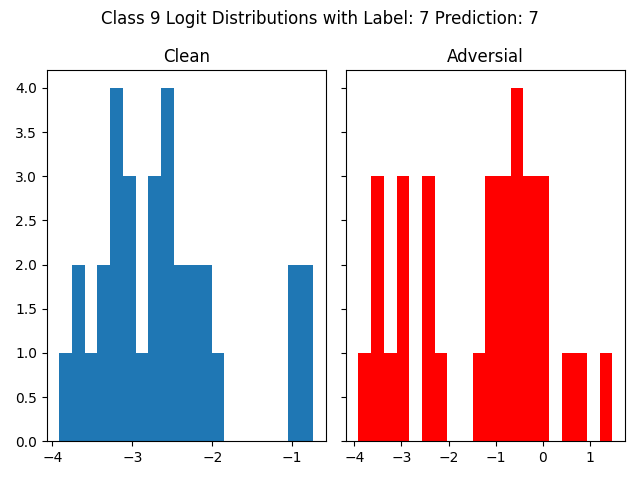 Class 9 Logit Distributions with Label: 7 Prediction: 7
Clean
Adversial
4.0
3.5
3.0
2.5
2.0
1.5
1.0
0.5
0.0
−4 −3 −2 −1
−4 −3 −2 −1 0 1